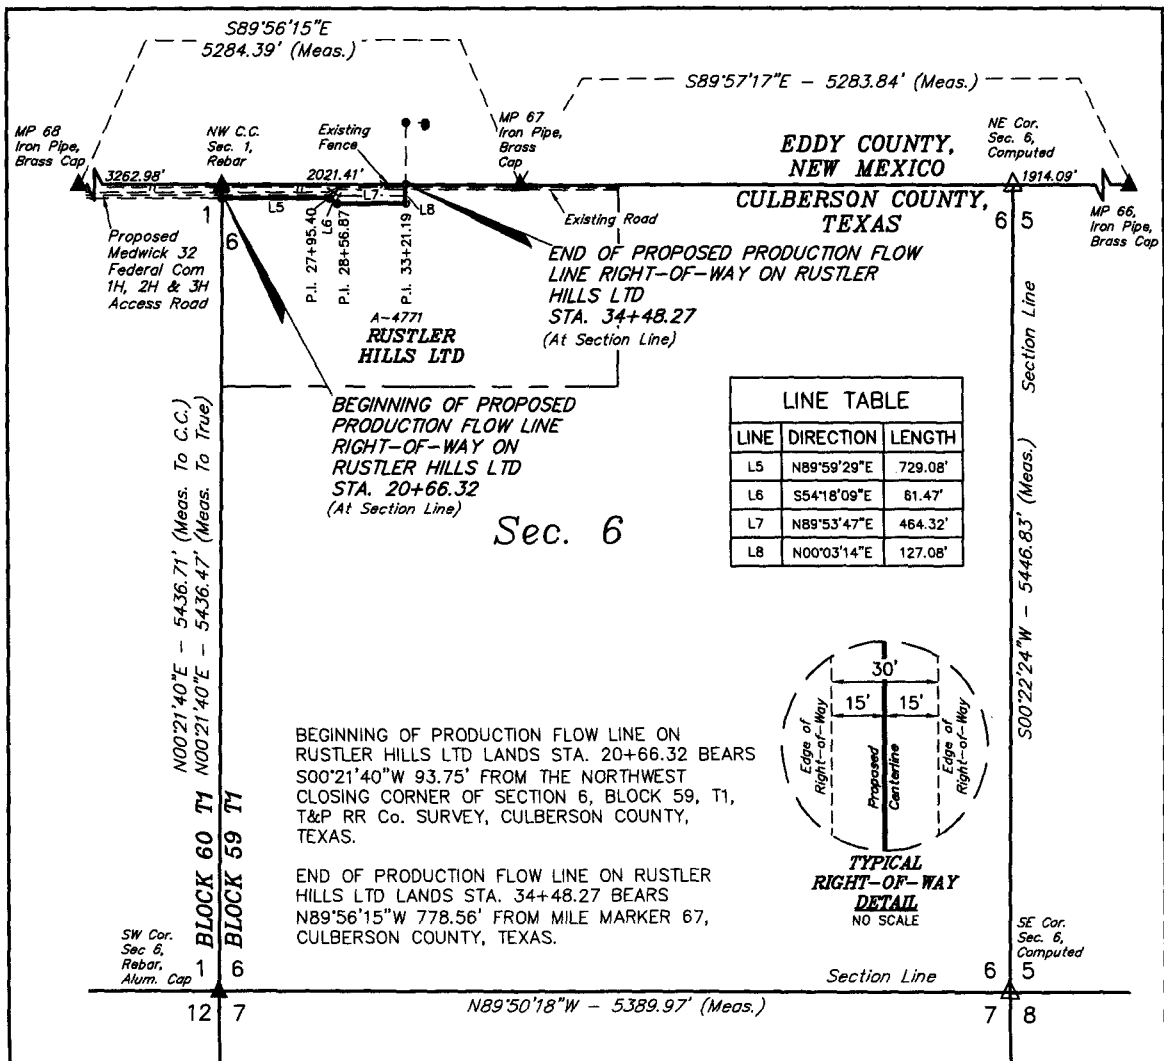 S89°56'15"E
5284.39' (Meas.)
S89°57'17"E - 5283.84' (Meas.)
MP 68
Iron Pipe,
Brass Cap
NW C.C.
Sec. 1,
Rebar
Existing
Fence
MP 67
Iron Pipe,
Brass
Cap
EDDY COUNTY,
NEW MEXICO
NE Cor.
Sec. 6,
Computed
3262.98'
2021.41'
1914.09'
L5
L6
L7
L8
Existing Road
CULBERSON COUNTY,
TEXAS
MP 66,
Iron Pipe,
Brass Cap
1
6
6
5
Proposed
Medwick 32
Federal Com
1H, 2H & 3H
Access Road
P.I. 27+95.40
P.I. 28+56.87
P.I. 33+21.19
END OF PROPOSED PRODUCTION FLOW
LINE RIGHT-OF-WAY ON RUSTLER
HILLS LTD
STA. 34+48.27
(At Section Line)
A-4771
RUSTLER
HILLS LTD
Section Line
BEGINNING OF PROPOSED
PRODUCTION FLOW LINE
RIGHT-OF-WAY ON
RUSTLER HILLS LTD
STA. 20+66.32
(At Section Line)
LINE TABLE
LINE DIRECTION LENGTH
L5 N89°59'29"E 729.08'
L6 S54°18'09"E 61.47'
L7 N89°53'47"E 464.32'
L8 N00°03'14"E 127.08'
Sec. 6
N00°21'40"E - 5436.71' (Meas. To C.C.)
N00°21'40"E - 5436.47' (Meas. To True)
S00°22'24"W - 5446.83' (Meas.)
30'
15'
15'
Edge of
Right-of-Way
Proposed
Centerline
Edge of
Right-of-Way
TYPICAL
RIGHT-OF-WAY
DETAIL
NO SCALE
BEGINNING OF PRODUCTION FLOW LINE ON
RUSTLER HILLS LTD LANDS STA. 20+66.32 BEARS
S00°21'40"W 93.75' FROM THE NORTHWEST
CLOSING CORNER OF SECTION 6, BLOCK 59, T1,
T&P RR Co. SURVEY, CULBERSON COUNTY,
TEXAS.
END OF PRODUCTION FLOW LINE ON RUSTLER
HILLS LTD LANDS STA. 34+48.27 BEARS
N89°56'15"W 778.56' FROM MILE MARKER 67,
CULBERSON COUNTY, TEXAS.
BLOCK 60 T1
BLOCK 59 T1
SW Cor.
Sec 6,
Rebar,
Alum. Cap
1
6
12
7
Section Line
N89°50'18"W - 5389.97' (Meas.)
SE Cor.
Sec. 6,
Computed
6
5
7
8